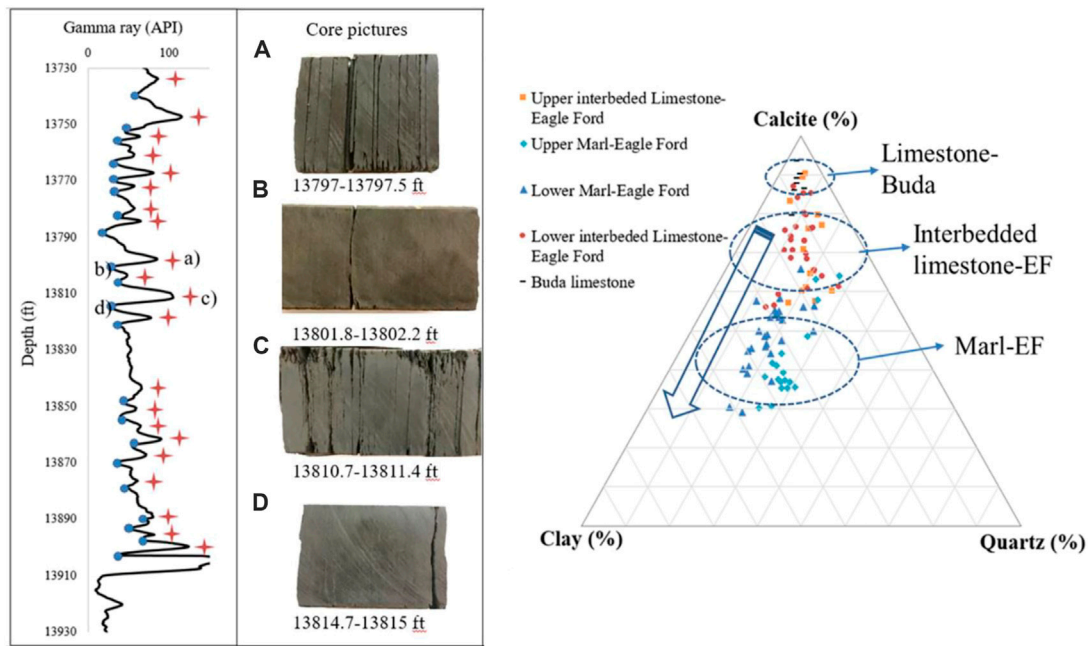 Gamma ray (API)
0 100
13730
13750
13770
13790
13810
13830
13850
13870
13890
13910
13930
Depth (ft)
a)
b)
c)
d)
Core pictures
A
13797-13797.5 ft
B
13801.8-13802.2 ft
C
13810.7-13811.4 ft
D
13814.7-13815 ft
Upper interbeded Limestone-
Eagle Ford
Upper Marl-Eagle Ford
Lower Marl-Eagle Ford
Lower interbeded Limestone-
Eagle Ford
Buda limestone
Calcite (%)
Limestone-
Buda
Interbedded
limestone-EF
Marl-EF
Clay (%)
Quartz (%)